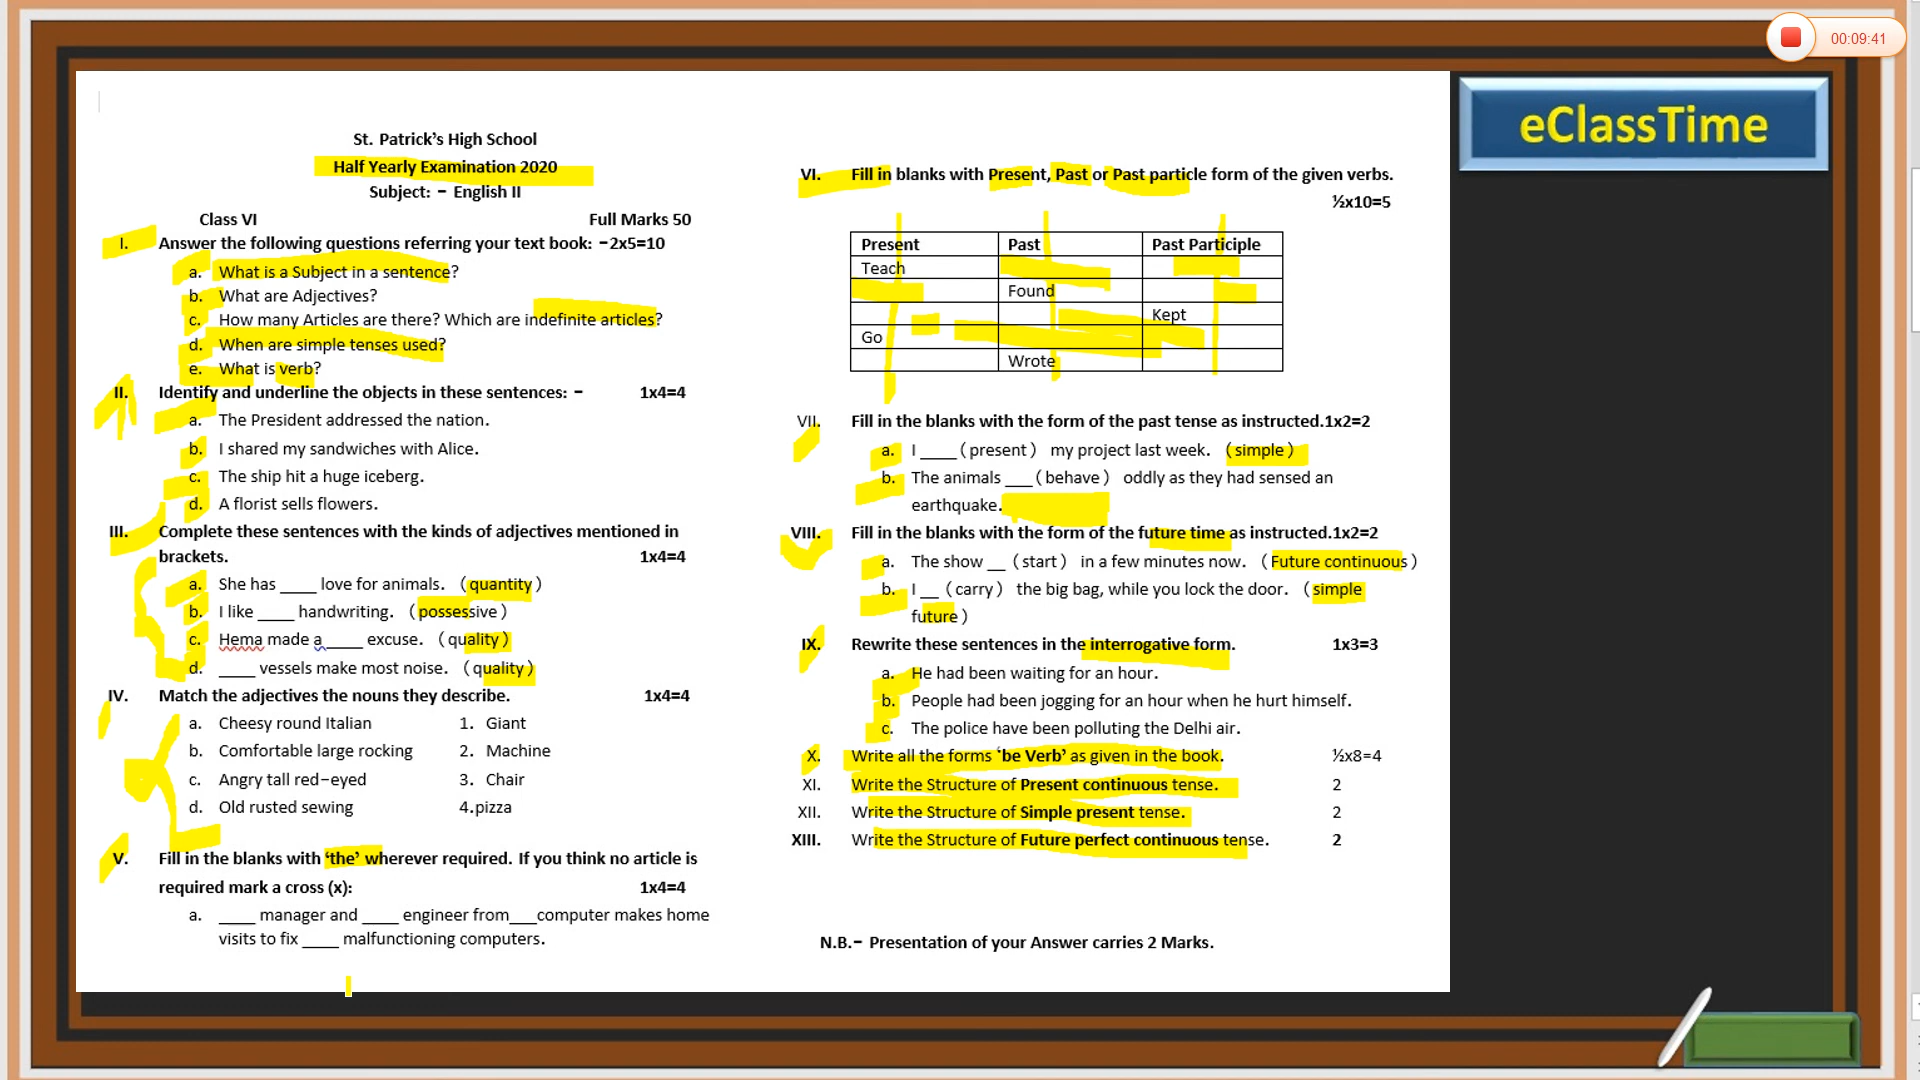 00:09:41
eClassTime
St. Patrick's High School
Half Yearly Examination 2020
Subject: - English II
Class VI Full Marks 50
I. Answer the following questions referring your text book: -2x5=10
a. What is a Subject in a sentence?
b. What are Adjectives?
c. How many Articles are there? Which are indefinite articles?
d. When are simple tenses used?
e. What is verb?
II. Identify and underline the objects in these sentences: - 1x4=4
a. The President addressed the nation.
b. I shared my sandwiches with Alice.
c. The ship hit a huge iceberg.
d. A florist sells flowers.
III. Complete these sentences with the kinds of adjectives mentioned in
brackets. 1x4=4
a. She has ____ love for animals. (quantity)
b. I like ____ handwriting. (possessive)
c. Hema made a____ excuse. (quality)
d. ____ vessels make most noise. (quality)
IV. Match the adjectives the nouns they describe. 1x4=4
a. Cheesy round Italian 1. Giant
b. Comfortable large rocking 2. Machine
c. Angry tall red-eyed 3. Chair
d. Old rusted sewing 4.pizza
V. Fill in the blanks with 'the' wherever required. If you think no article is
required mark a cross (x): 1x4=4
a. ____ manager and ____ engineer from___computer makes home
visits to fix ____ malfunctioning computers.
VI. Fill in blanks with Present, Past or Past particle form of the given verbs.
½x10=5
Present Past Past Participle
Teach
Found
Kept
Go
Wrote
VII. Fill in the blanks with the form of the past tense as instructed.1x2=2
a. I ____(present) my project last week. (simple)
b. The animals ___(behave) oddly as they had sensed an
earthquake.
VIII. Fill in the blanks with the form of the future time as instructed.1x2=2
a. The show __ (start) in a few minutes now. (Future continuous)
b. I __ (carry) the big bag, while you lock the door. (simple
future)
IX. Rewrite these sentences in the interrogative form. 1x3=3
a. He had been waiting for an hour.
b. People had been jogging for an hour when he hurt himself.
c. The police have been polluting the Delhi air.
X. Write all the forms 'be Verb' as given in the book. ½x8=4
XI. Write the Structure of Present continuous tense. 2
XII. Write the Structure of Simple present tense. 2
XIII. Write the Structure of Future perfect continuous tense. 2
N.B.- Presentation of your Answer carries 2 Marks.